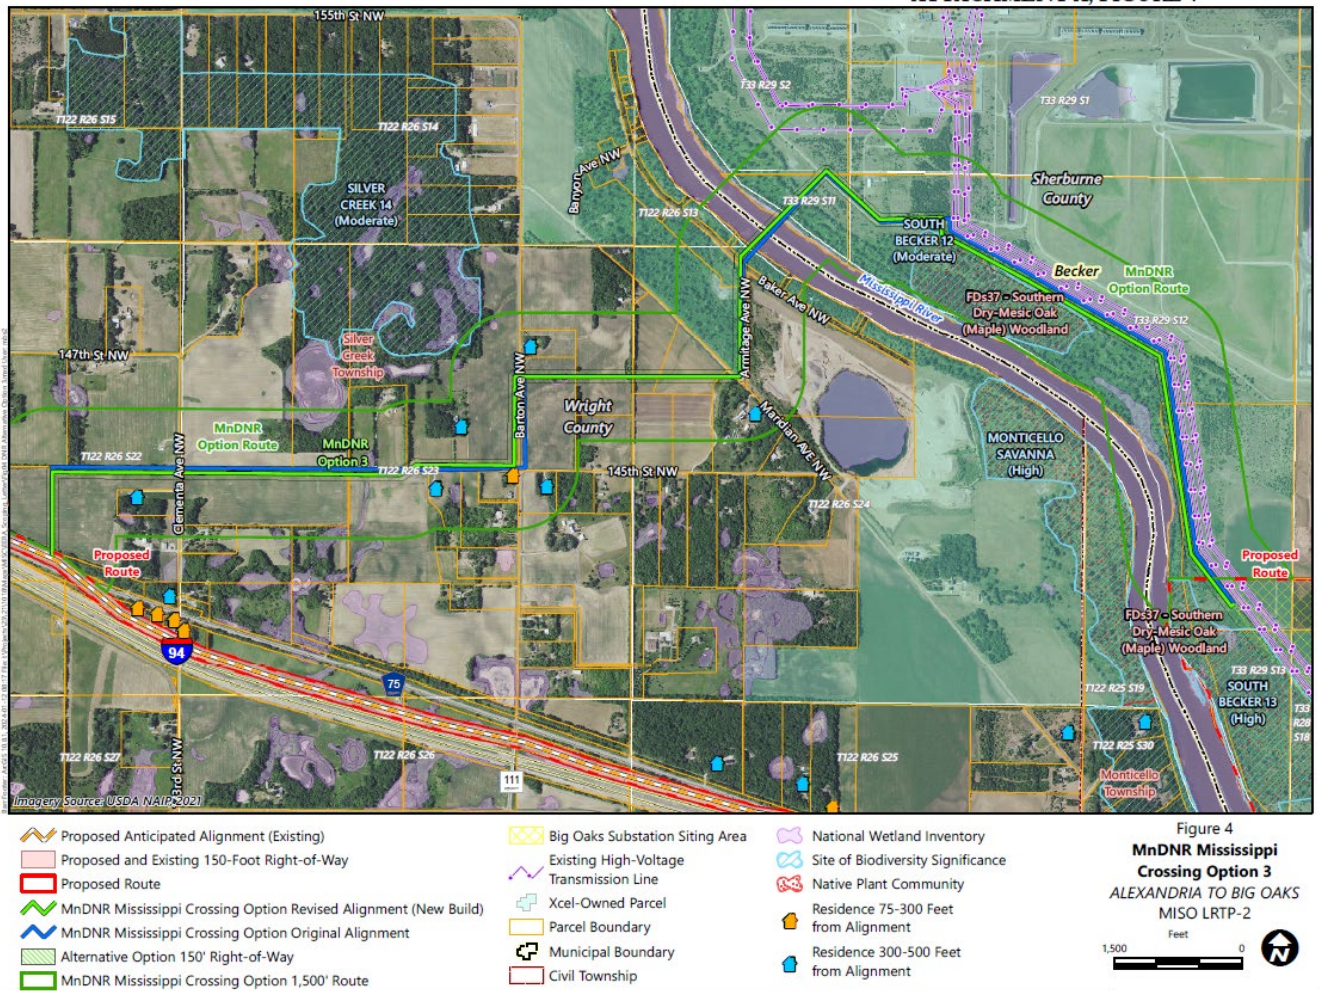 155th St NW
T33 R29 S2
T33 R29 S1
T122 R26 S15
T122 R26 S14
Banyon Ave NW
SILVER
CREEK 14
(Moderate)
T122 R26 S13
T33 R29 S11
Sherburne
County
SOUTH
BECKER 12
(Moderate)
Becker
MnDNR
Option Route
Mississippi River
Baker Ave NW
FDs37 - Southern
Dry-Mesic Oak
(Maple) Woodland
T33 R29 S12
Armitage Ave NW
147th St NW
Silver
Creek
Township
Barton Ave NW
Wright
County
Maridian AVE NW
MnDNR
Option Route
MnDNR
Option 3
MONTICELLO
SAVANNA
(High)
Clementa Ave NW
T122 R26 S22
T122 R26 S23
145th St NW
T122 R26 S24
Proposed
Route
Proposed
Route
FDs37 - Southern
Dry-Mesic Oak
(Maple) Woodland
94
75
T33 R29 S13
SOUTH
BECKER 13
(High)
T33
R28
S18
T122 R25 S19
T122 R26 S27
3rd St NW
T122 R26 S26
111
T122 R26 S25
T122 R25 S30
Monticello
Township
Imagery Source: USDA NAIP, 2021
Proposed Anticipated Alignment (Existing)
Proposed and Existing 150-Foot Right-of-Way
Proposed Route
MnDNR Mississippi Crossing Option Revised Alignment (New Build)
MnDNR Mississippi Crossing Option Original Alignment
Alternative Option 150' Right-of-Way
MnDNR Mississippi Crossing Option 1,500' Route
Big Oaks Substation Siting Area
Existing High-Voltage
Transmission Line
Xcel-Owned Parcel
Parcel Boundary
Municipal Boundary
Civil Township
National Wetland Inventory
Site of Biodiversity Significance
Native Plant Community
Residence 75-300 Feet
from Alignment
Residence 300-500 Feet
from Alignment
Figure 4
MnDNR Mississippi
Crossing Option 3
ALEXANDRIA TO BIG OAKS
MISO LRTP-2
Feet
1,500 0
N